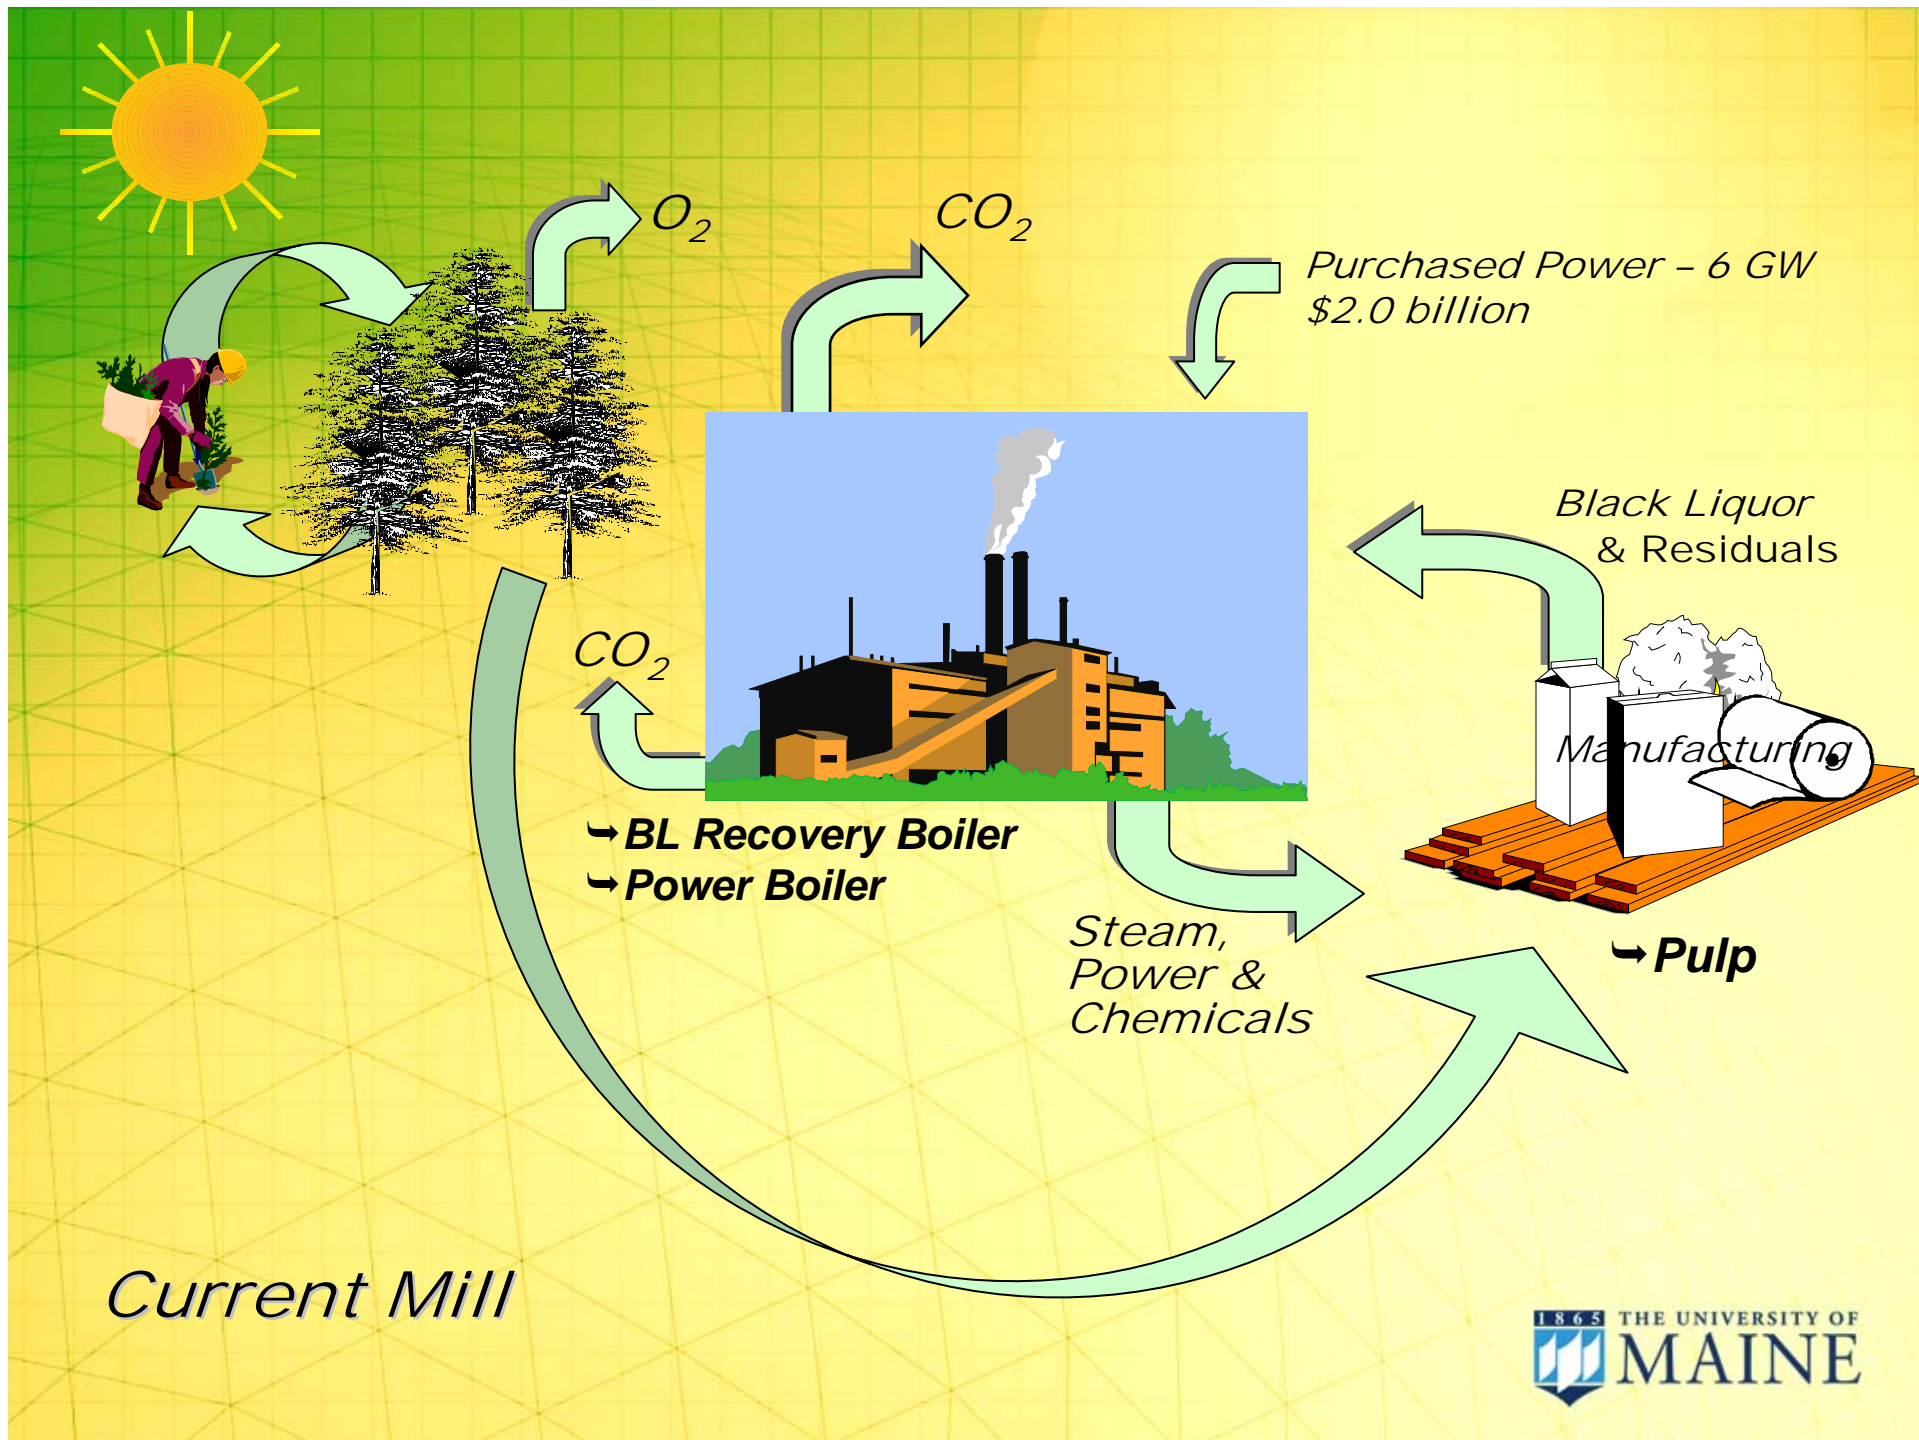 O₂
CO₂
Purchased Power – 6 GW
$2.0 billion
Black Liquor
& Residuals
CO₂
Manufacturing
➥BL Recovery Boiler
➥Power Boiler
Steam,
Power &
Chemicals
➥Pulp
Current Mill
1865
THE UNIVERSITY OF
MAINE